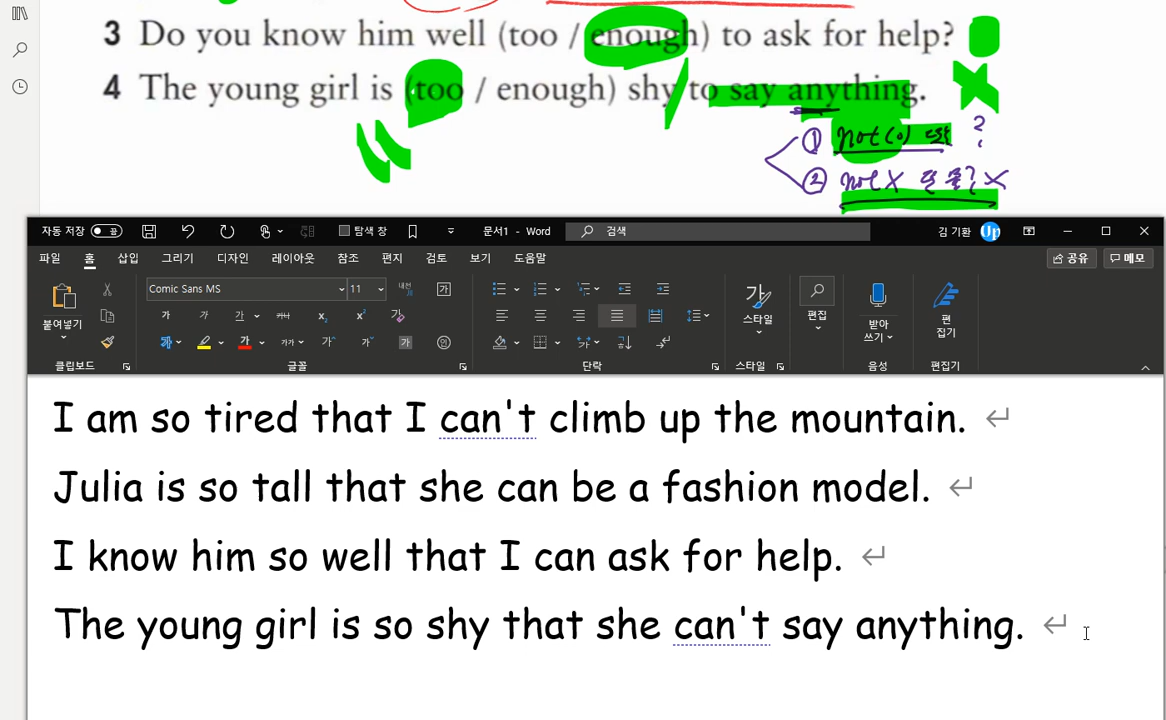 3 Do you know him well (too / enough) to ask for help?
4 The young girl is (too / enough) shy to say anything.
① not(o)
?
② not X
자동 저장 끔
탐색 창
문서1 - Word
검색
김 기환
파일 홈 삽입 그리기 디자인 레이아웃 참조 편지 검토 보기 도움말
공유 메모
붙여넣기
Comic Sans MS 11
가 가 가 가
스타일
편집
받아쓰기
편집기
클립보드 글꼴 단락 스타일 음성 편집기
I am so tired that I can't climb up the mountain. ↵
Julia is so tall that she can be a fashion model. ↵
I know him so well that I can ask for help. ↵
The young girl is so shy that she can't say anything. ↵